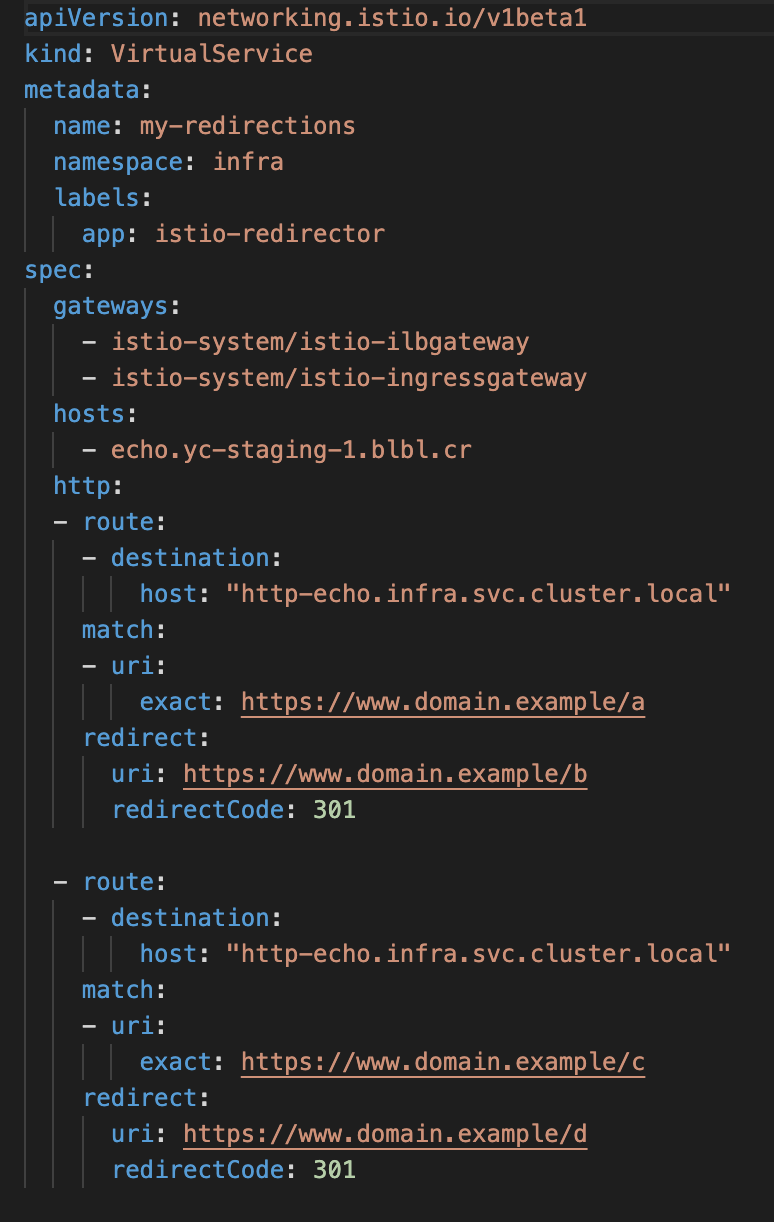 apiVersion: networking.istio.io/v1beta1
kind: VirtualService
metadata:
  name: my-redirections
  namespace: infra
  labels:
    app: istio-redirector
spec:
  gateways:
    - istio-system/istio-ilbgateway
    - istio-system/istio-ingressgateway
  hosts:
    - echo.yc-staging-1.blbl.cr
  http:
  - route:
    - destination:
        host: "http-echo.infra.svc.cluster.local"
    match:
    - uri:
        exact: https://www.domain.example/a
    redirect:
      uri: https://www.domain.example/b
      redirectCode: 301

  - route:
    - destination:
        host: "http-echo.infra.svc.cluster.local"
    match:
    - uri:
        exact: https://www.domain.example/c
    redirect:
      uri: https://www.domain.example/d
      redirectCode: 301